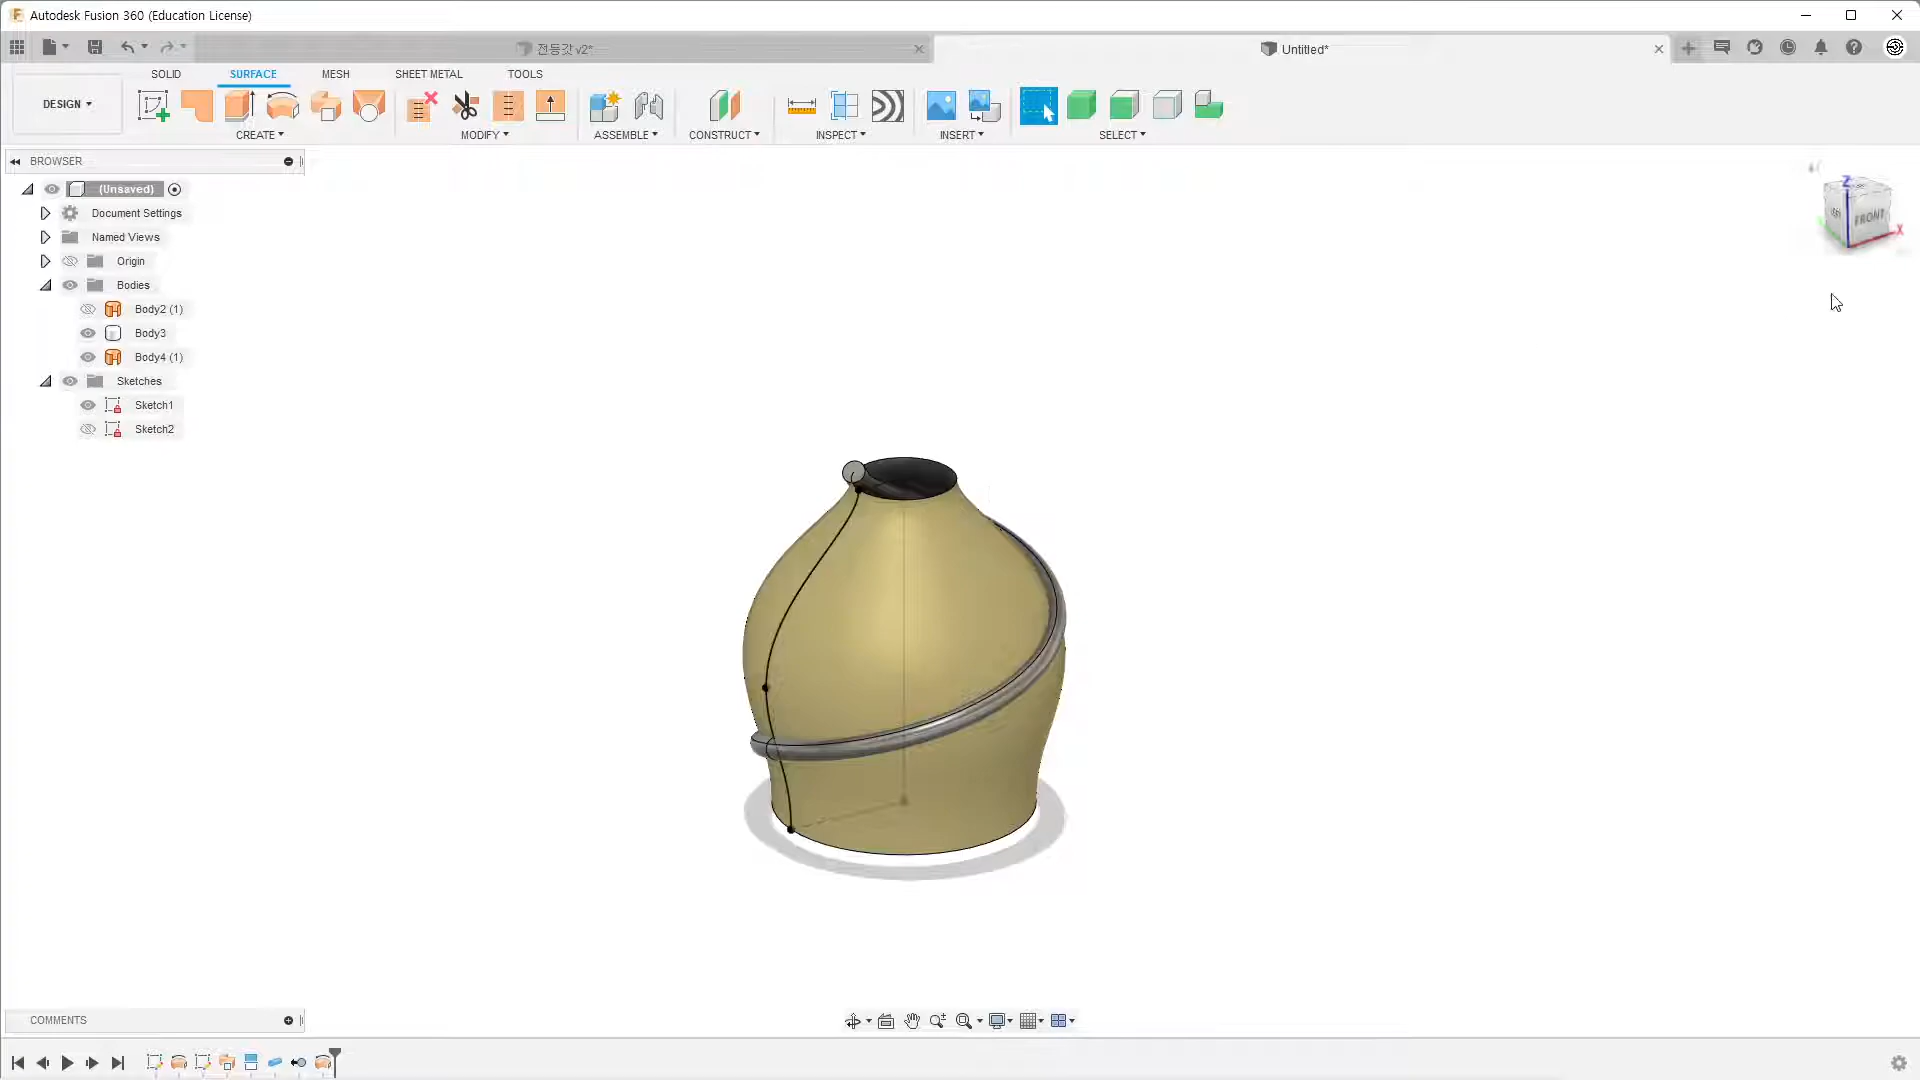 Autodesk Fusion 360 (Education License)
전등갓 v2*
Untitled*
SOLID
SURFACE
MESH
SHEET METAL
TOOLS
DESIGN
CREATE
MODIFY
ASSEMBLE
CONSTRUCT
INSPECT
INSERT
SELECT
BROWSER
(Unsaved)
Document Settings
Named Views
Origin
Bodies
Body2 (1)
Body3
Body4 (1)
Sketches
Sketch1
Sketch2
Z
FRONT
X
COMMENTS